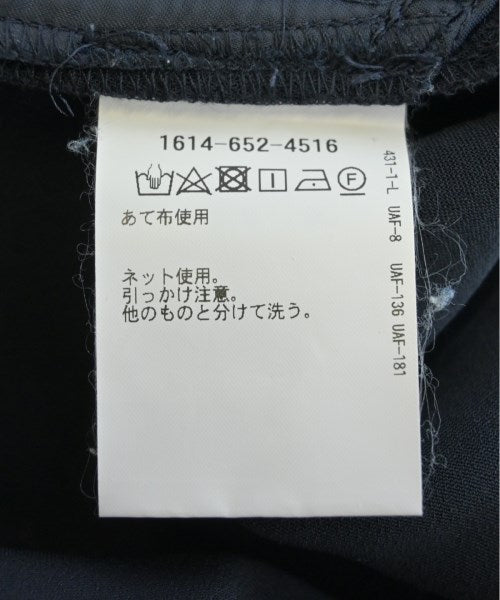 1614-652-4516
F
あて布使用
ネット使用。
引っかけ注意。
他のものと分けて洗う。
431-1-L UAF-8 UAF-136 UAF-181